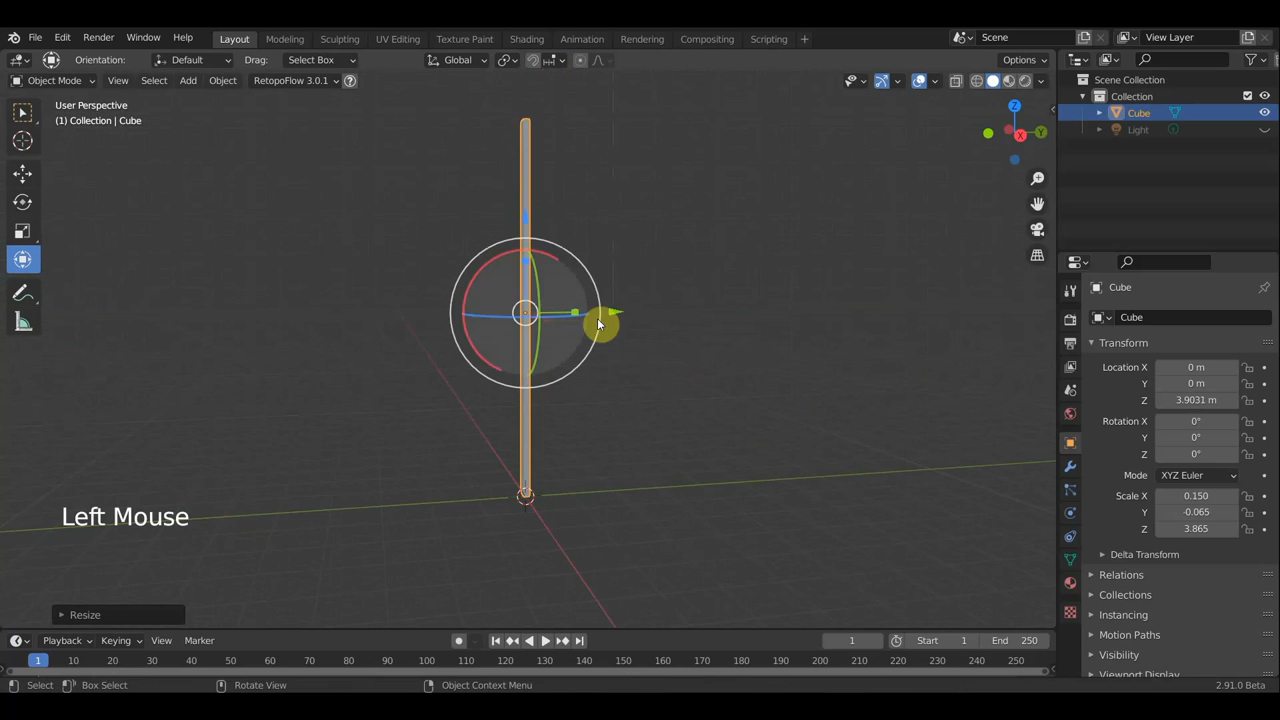 File Edit Render Window Help Layout Modeling Sculpting UV Editing Texture Paint Shading Animation Rendering Compositing Scripting + Scene View Layer
Orientation: Default Drag: Select Box Global Options
Object Mode View Select Add Object RetopoFlow 3.0.1 ?
User Perspective
(1) Collection | Cube
Z
X
Y
Left Mouse
Resize
Scene Collection
Collection
Cube
Light
Cube
Cube
Transform
Location X 0 m
Y 0 m
Z 3.9031 m
Rotation X 0°
Y 0°
Z 0°
Mode XYZ Euler
Scale X 0.150
Y -0.065
Z 3.865
Delta Transform
Relations
Collections
Instancing
Motion Paths
Visibility
Viewport Display
Playback Keying View Marker 1 Start 1 End 250
1 10 20 30 40 50 60 70 80 90 100 110 120 130 140 150 160 170 180 190 200 210 220 230 240 250
Select Box Select Rotate View Object Context Menu 2.91.0 Beta